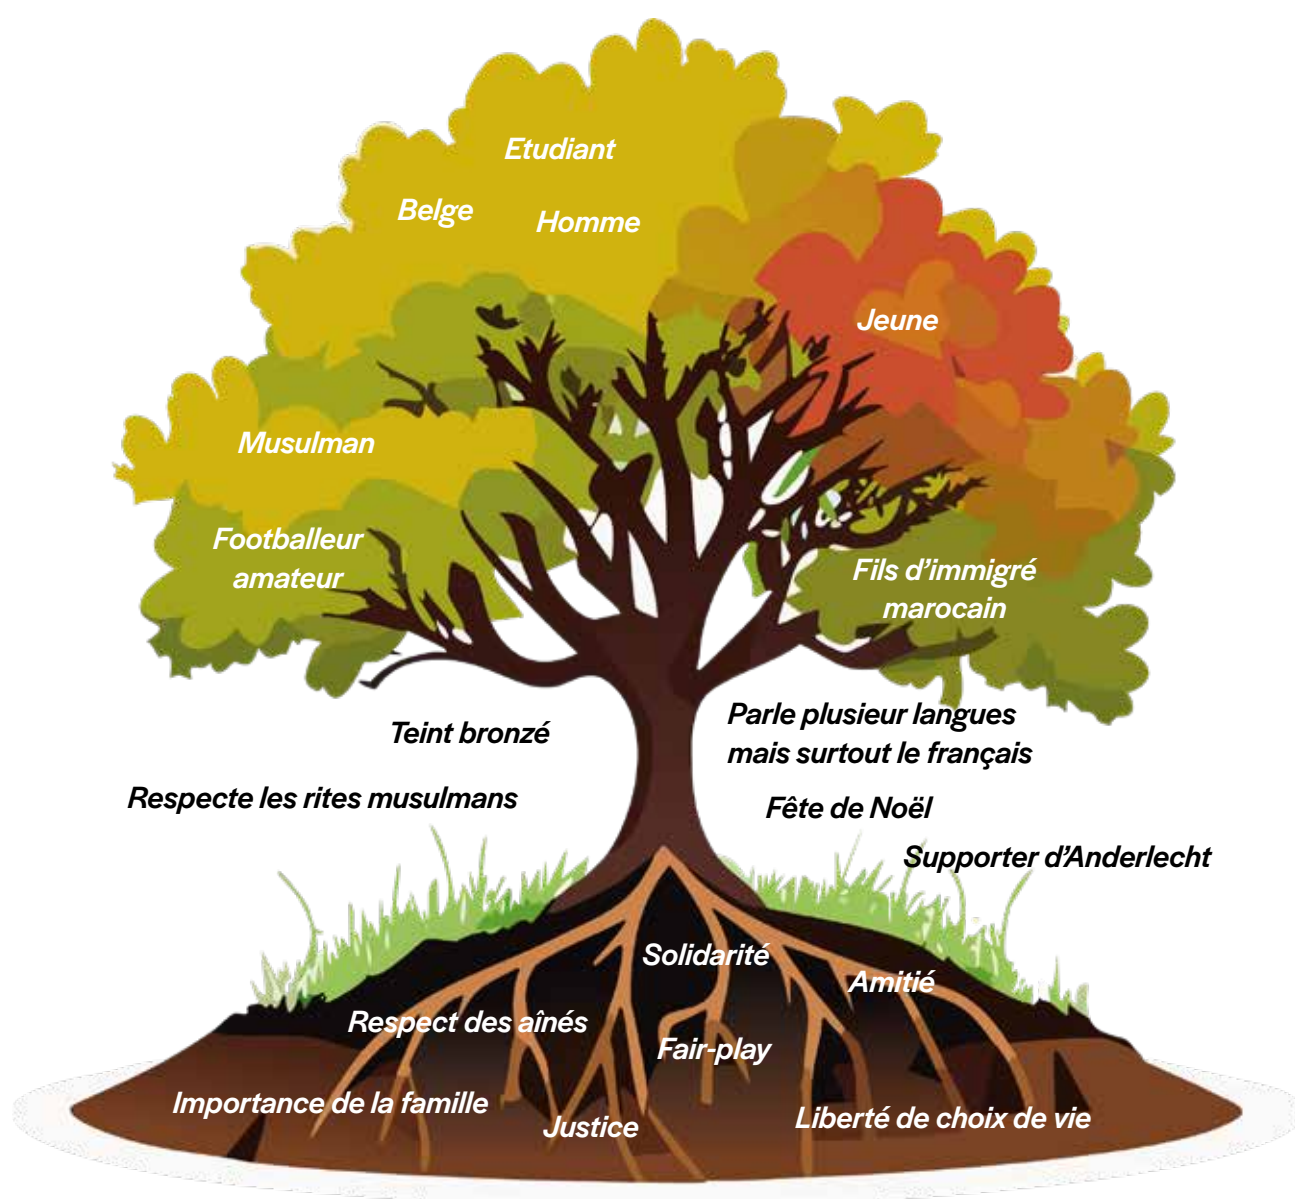 Etudiant
Belge
Homme
Jeune
Musulman
Footballeur
amateur
Fils d'immigré
marocain
Teint bronzé
Parle plusieur langues
mais surtout le français
Respecte les rites musulmans
Fête de Noël
Supporter d'Anderlecht
Solidarité
Amitié
Respect des aînés
Fair-play
Importance de la famille
Justice
Liberté de choix de vie